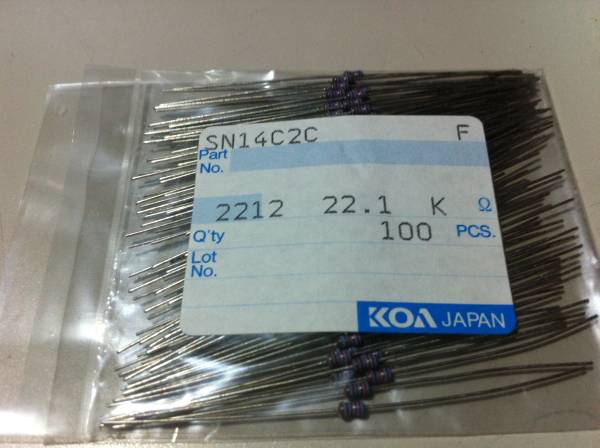 SN14C2C F
Part
No.
2212 22.1 K Ω
Q'ty 100 PCS.
Lot
No.
KOA JAPAN